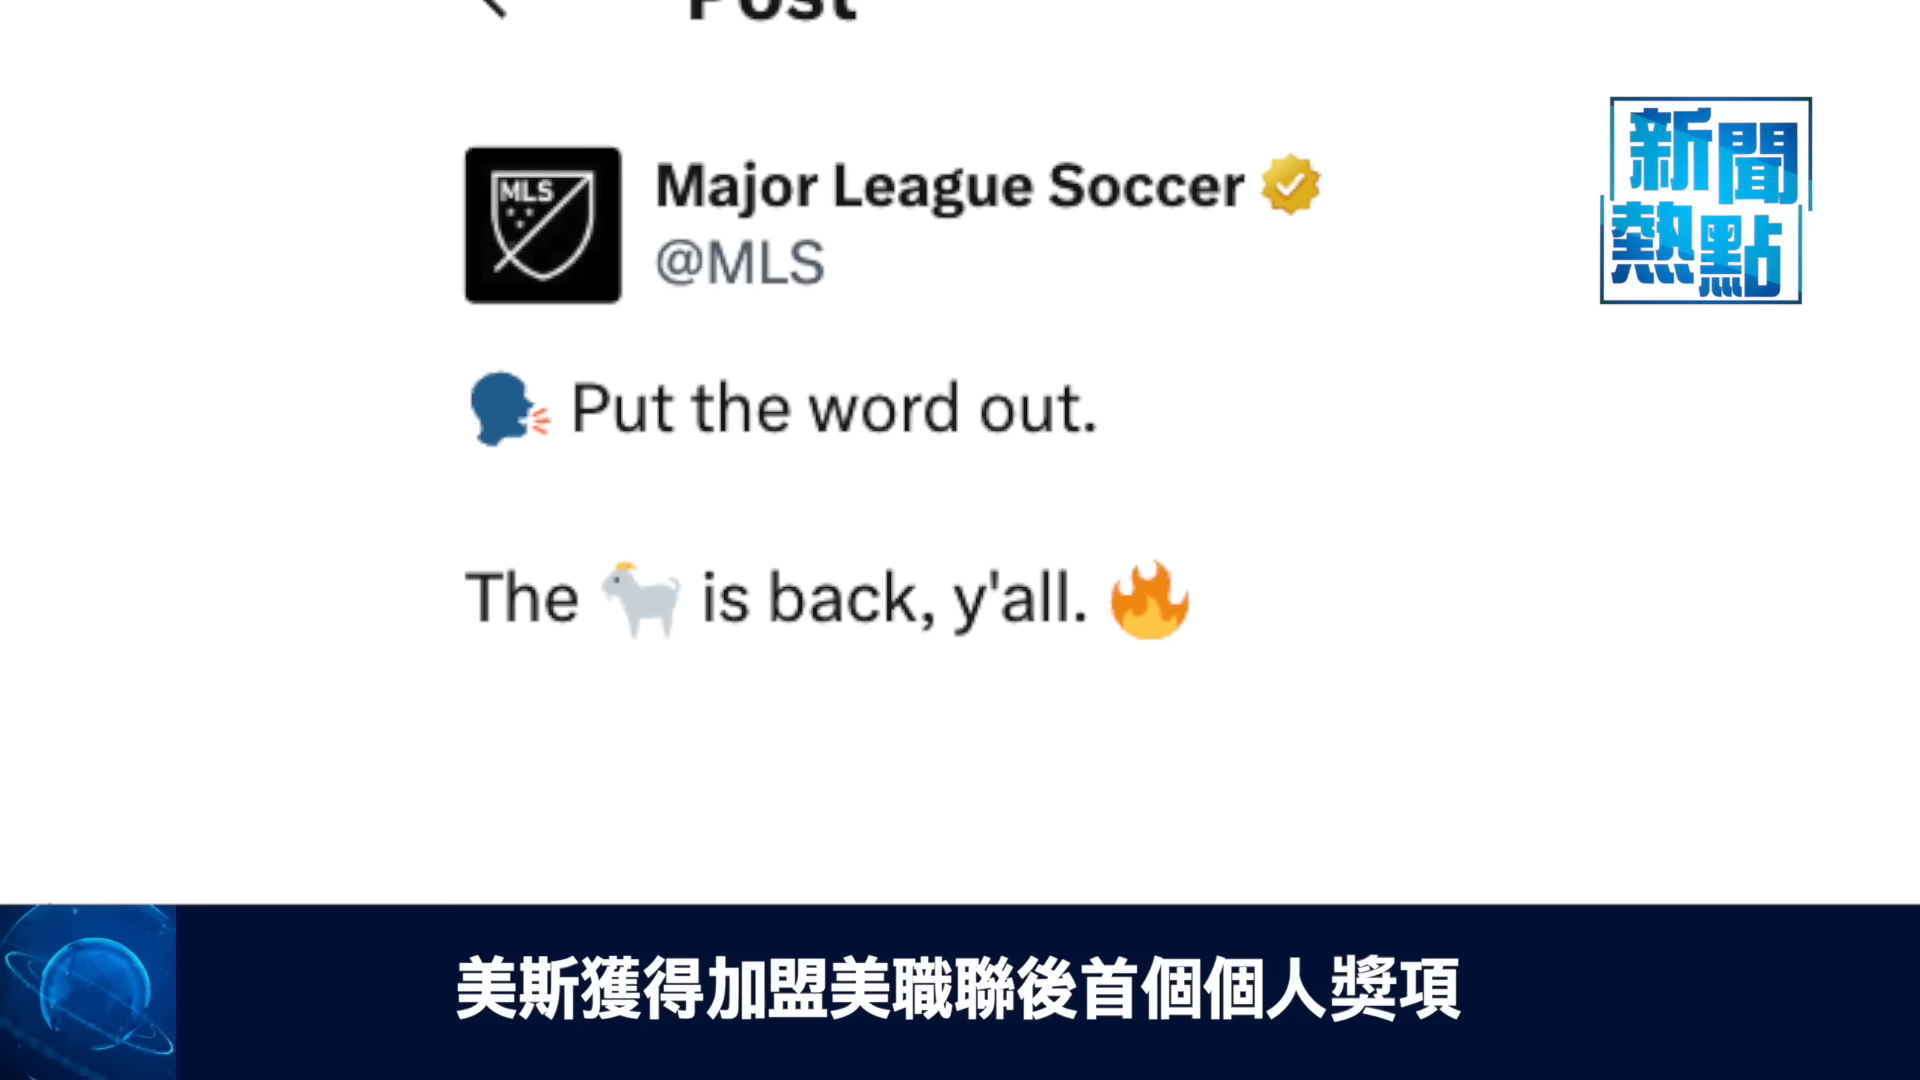 Post
MLS
Major League Soccer
@MLS
🗣️ Put the word out.
The 🐐 is back, y'all. 🔥
新聞
熱點
美斯獲得加盟美職聯後首個個人獎項